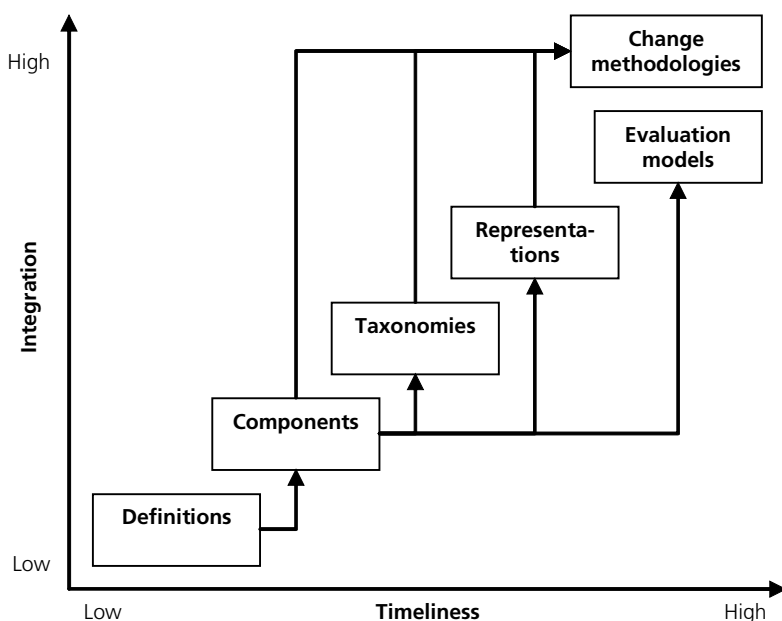 High
Change
methodologies
Evaluation
models
Representa-
tions
Integration
Taxonomies
Components
Definitions
Low
Low
Timeliness
High